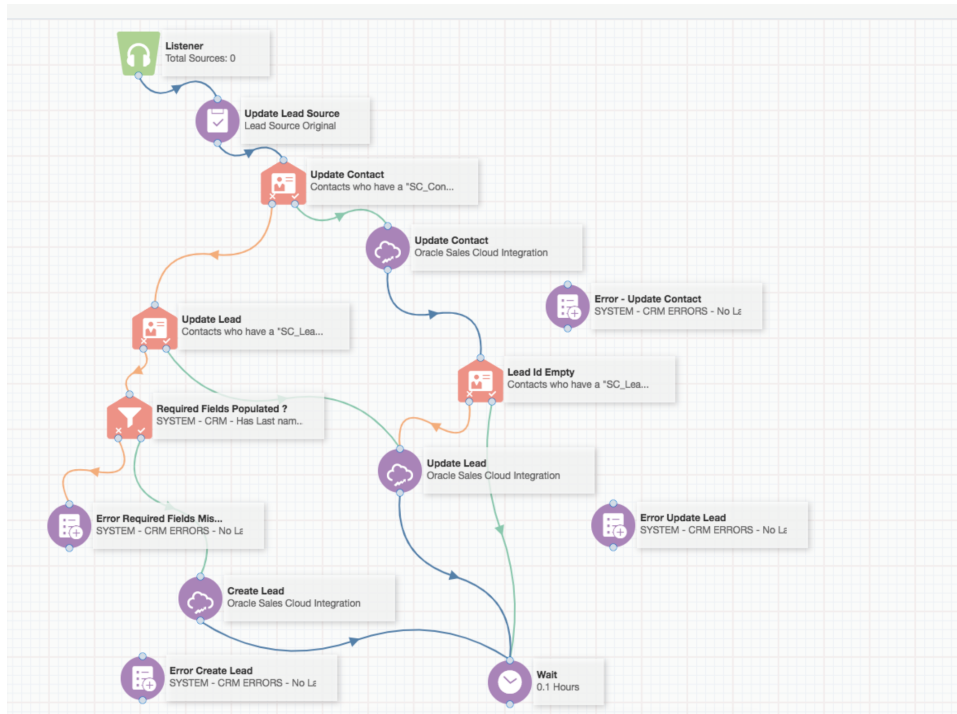 Listener
Total Sources: 0
Update Lead Source
Lead Source Original
Update Contact
Contacts who have a "SC_Con...
Update Contact
Oracle Sales Cloud Integration
Error - Update Contact
SYSTEM - CRM ERRORS - No La
Update Lead
Contacts who have a "SC_Lea...
Lead Id Empty
Contacts who have a "SC_Lea...
Required Fields Populated ?
SYSTEM - CRM - Has Last nam...
Update Lead
Oracle Sales Cloud Integration
Error Required Fields Mis...
SYSTEM - CRM ERRORS - No La
Error Update Lead
SYSTEM - CRM ERRORS - No La
Create Lead
Oracle Sales Cloud Integration
Error Create Lead
SYSTEM - CRM ERRORS - No La
Wait
0.1 Hours